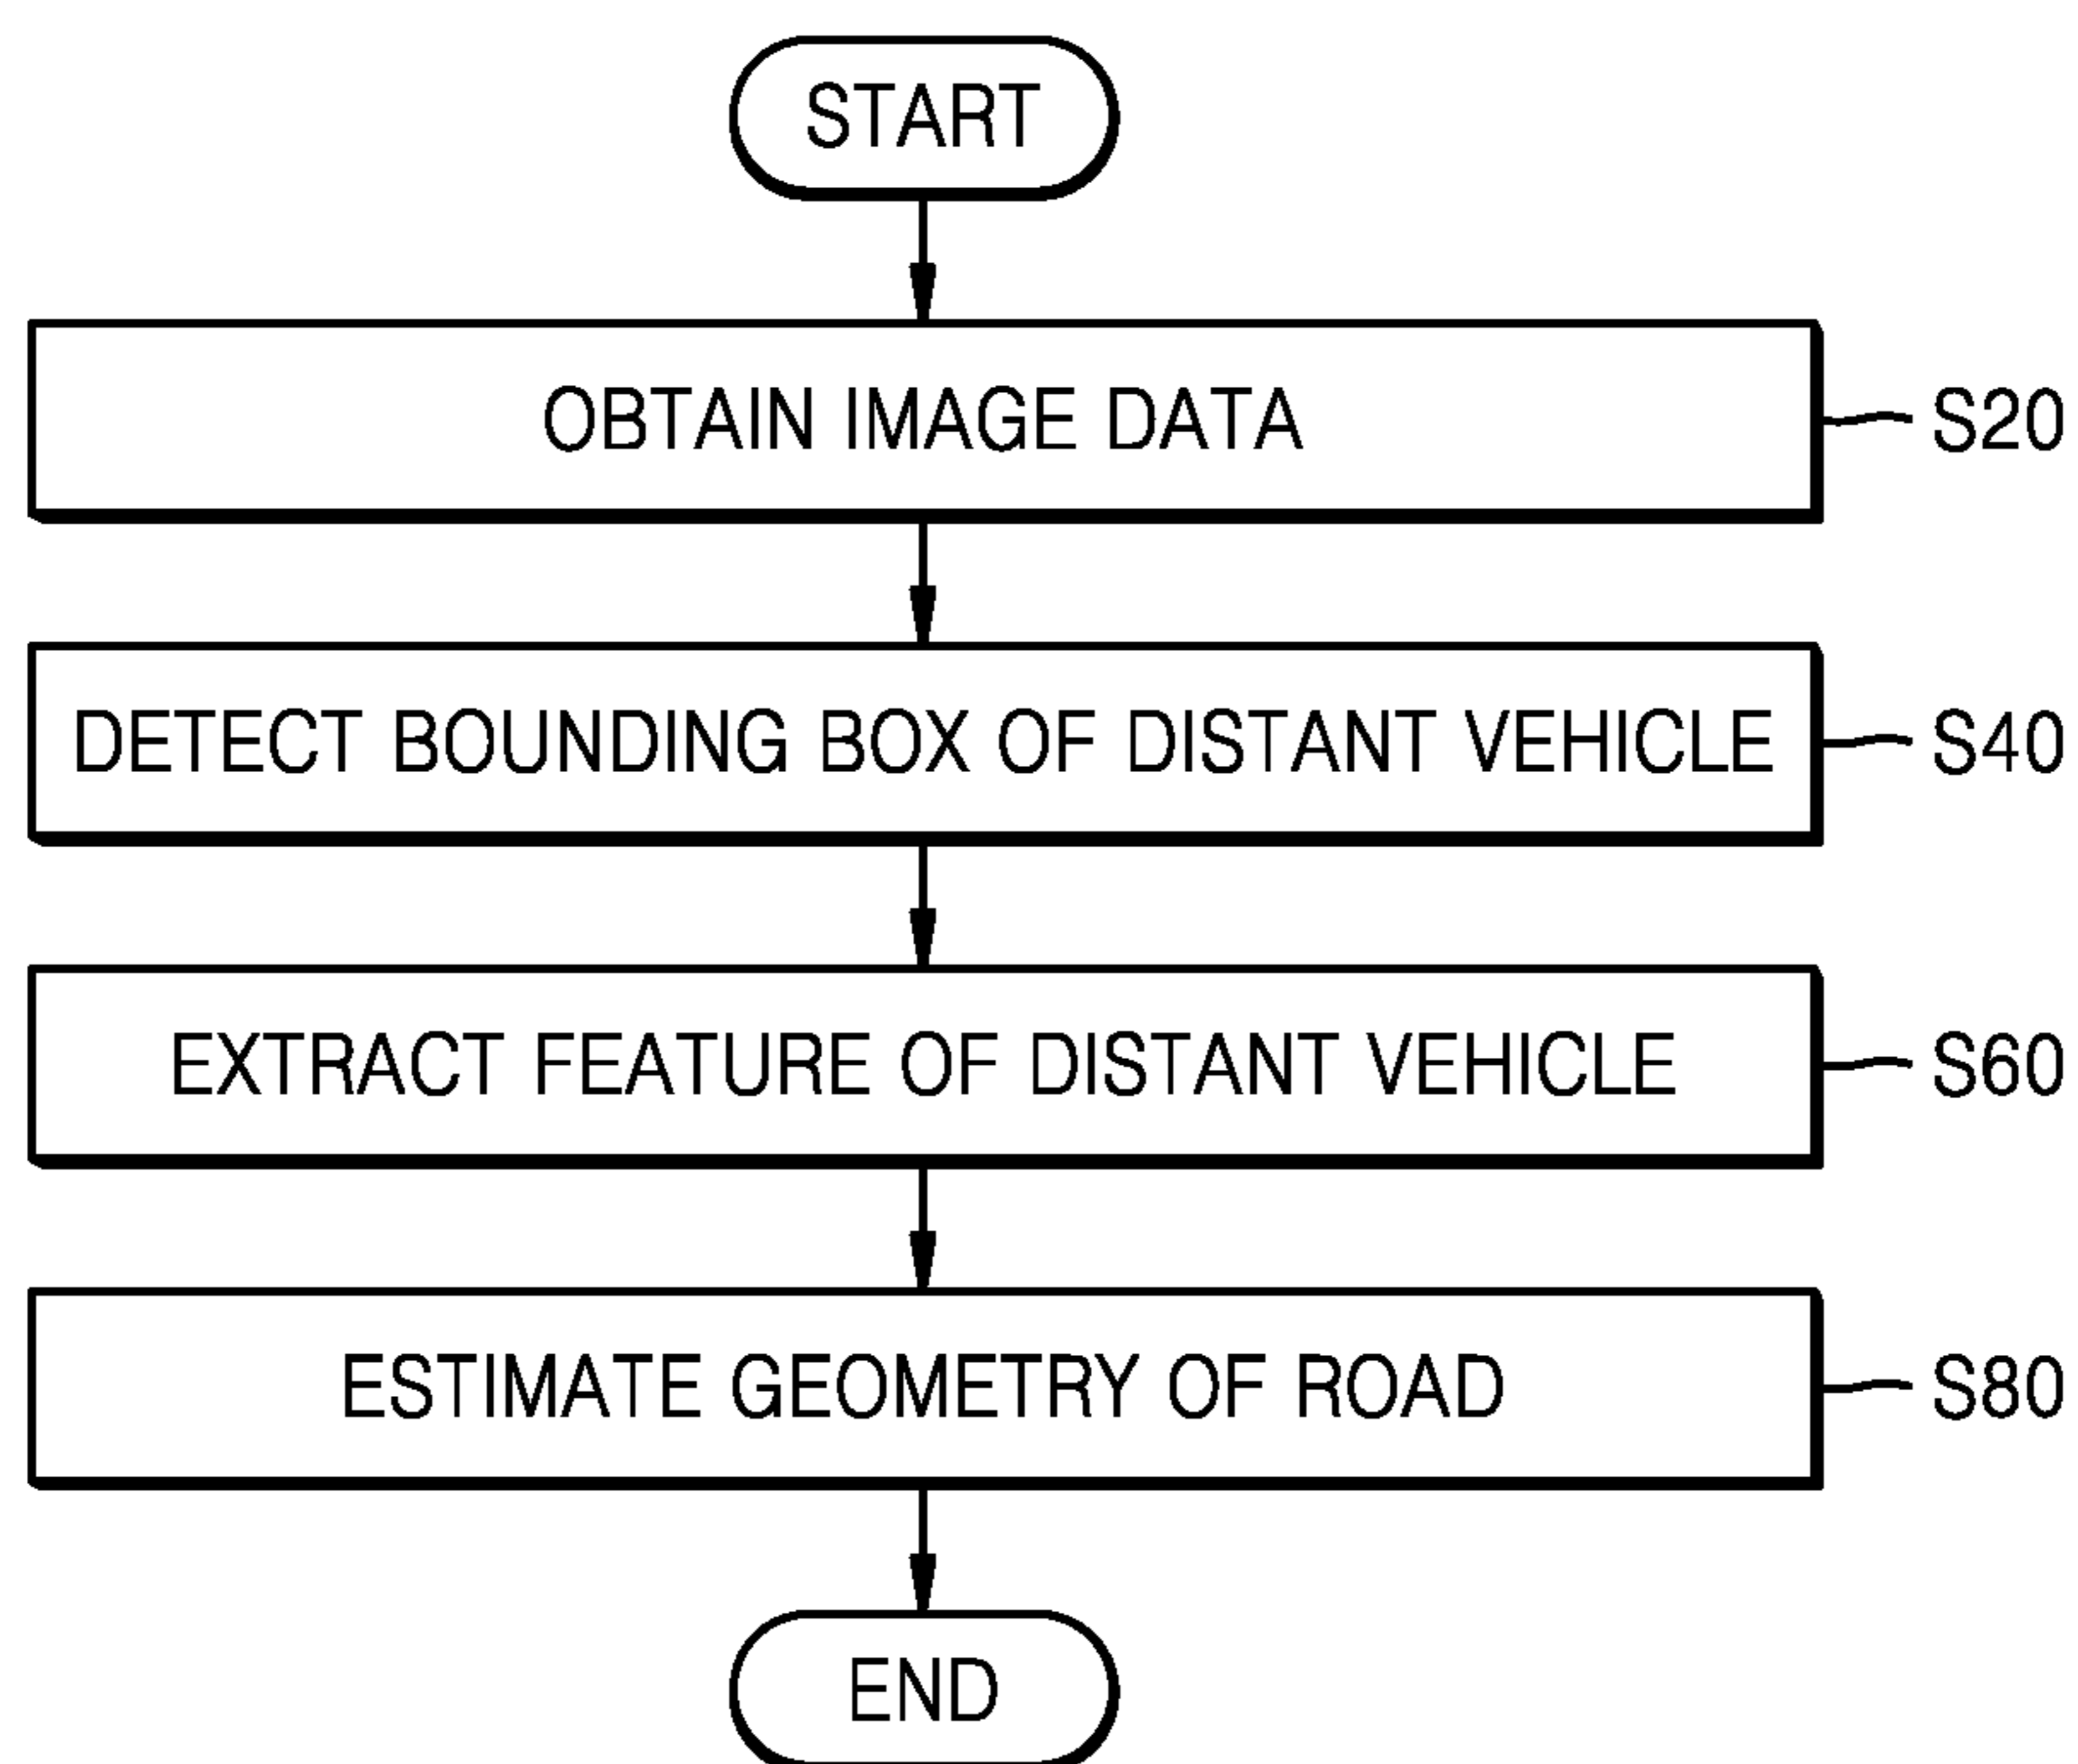 START
OBTAIN IMAGE DATA
S20
DETECT BOUNDING BOX OF DISTANT VEHICLE
S40
EXTRACT FEATURE OF DISTANT VEHICLE
S60
ESTIMATE GEOMETRY OF ROAD
S80
END